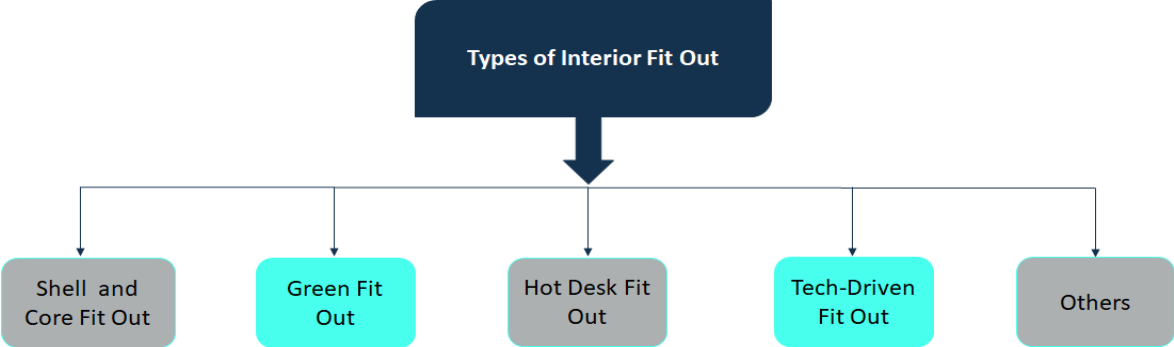 Types of Interior Fit Out
Shell and
Core Fit Out
Green Fit
Out
Hot Desk Fit
Out
Tech-Driven
Fit Out
Others